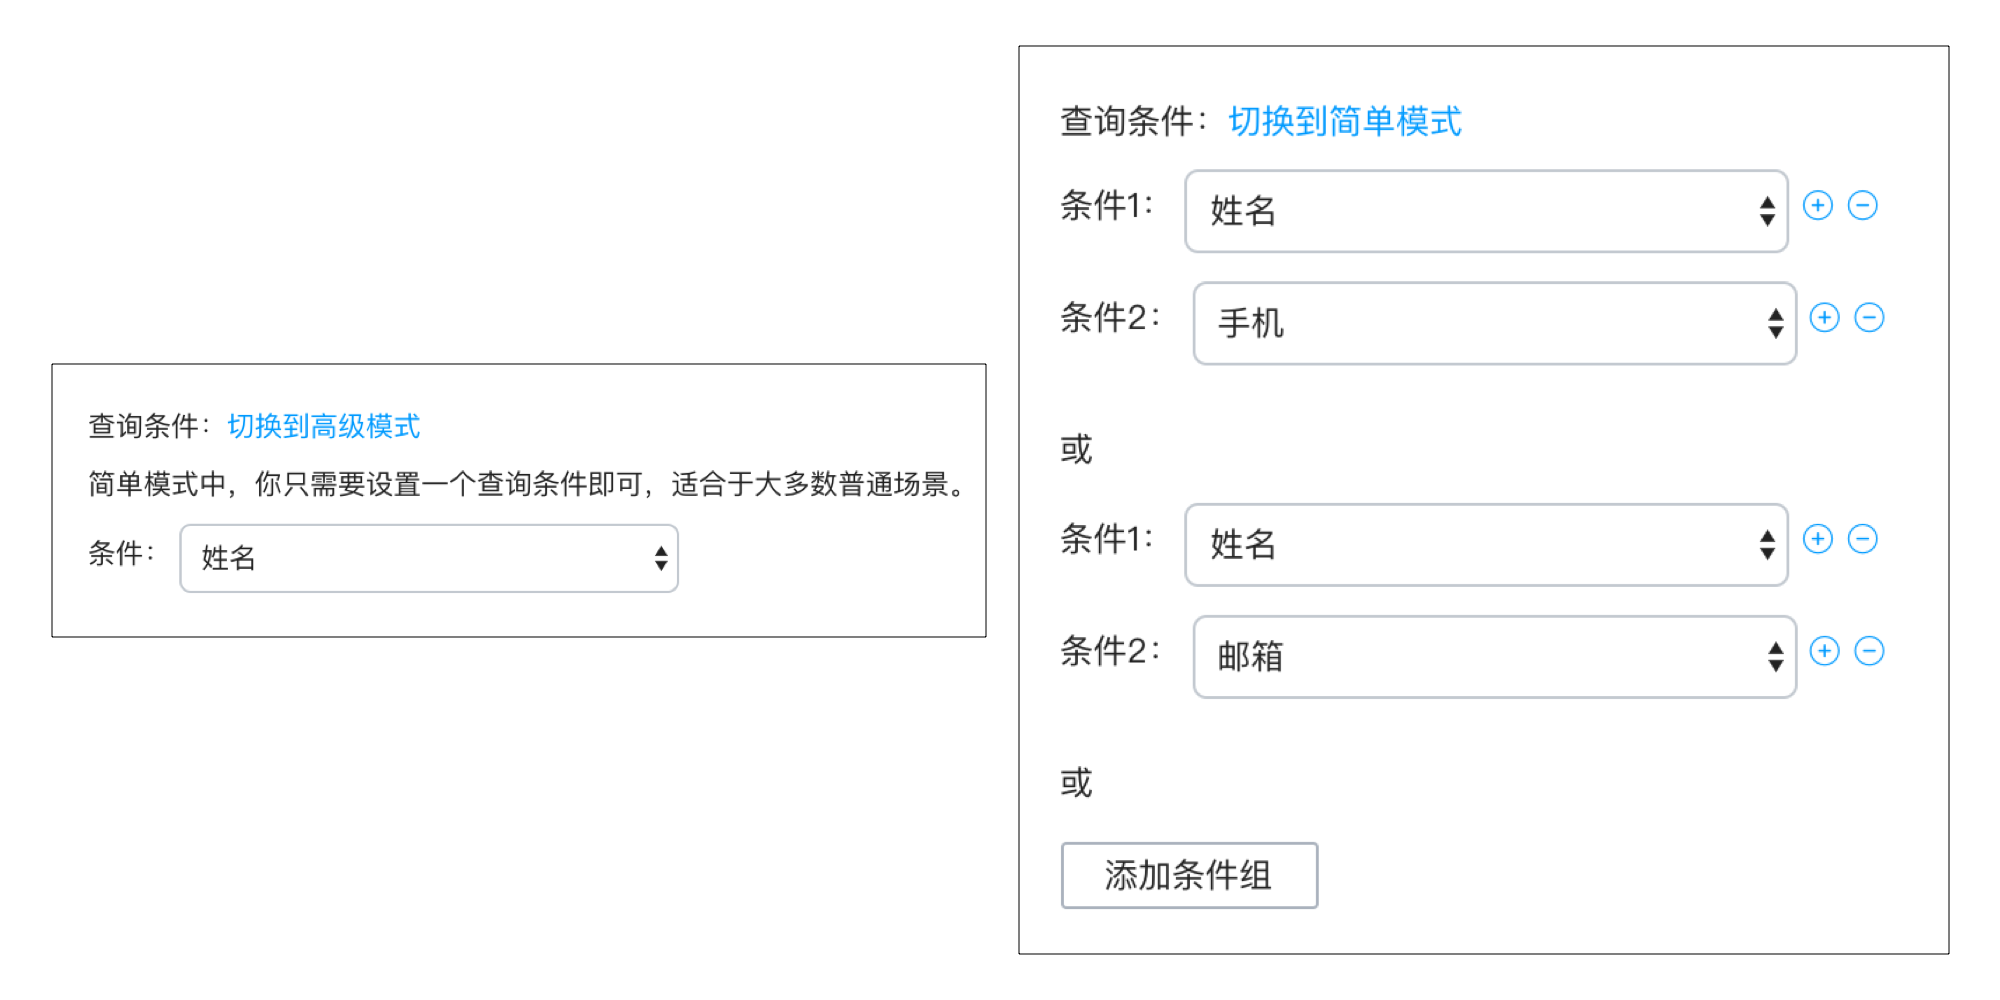 查询条件：切换到高级模式
简单模式中，你只需要设置一个查询条件即可，适合于大多数普通场景。
条件：姓名
查询条件：切换到简单模式
条件1：姓名
条件2：手机
或
条件1：姓名
条件2：邮箱
或
添加条件组